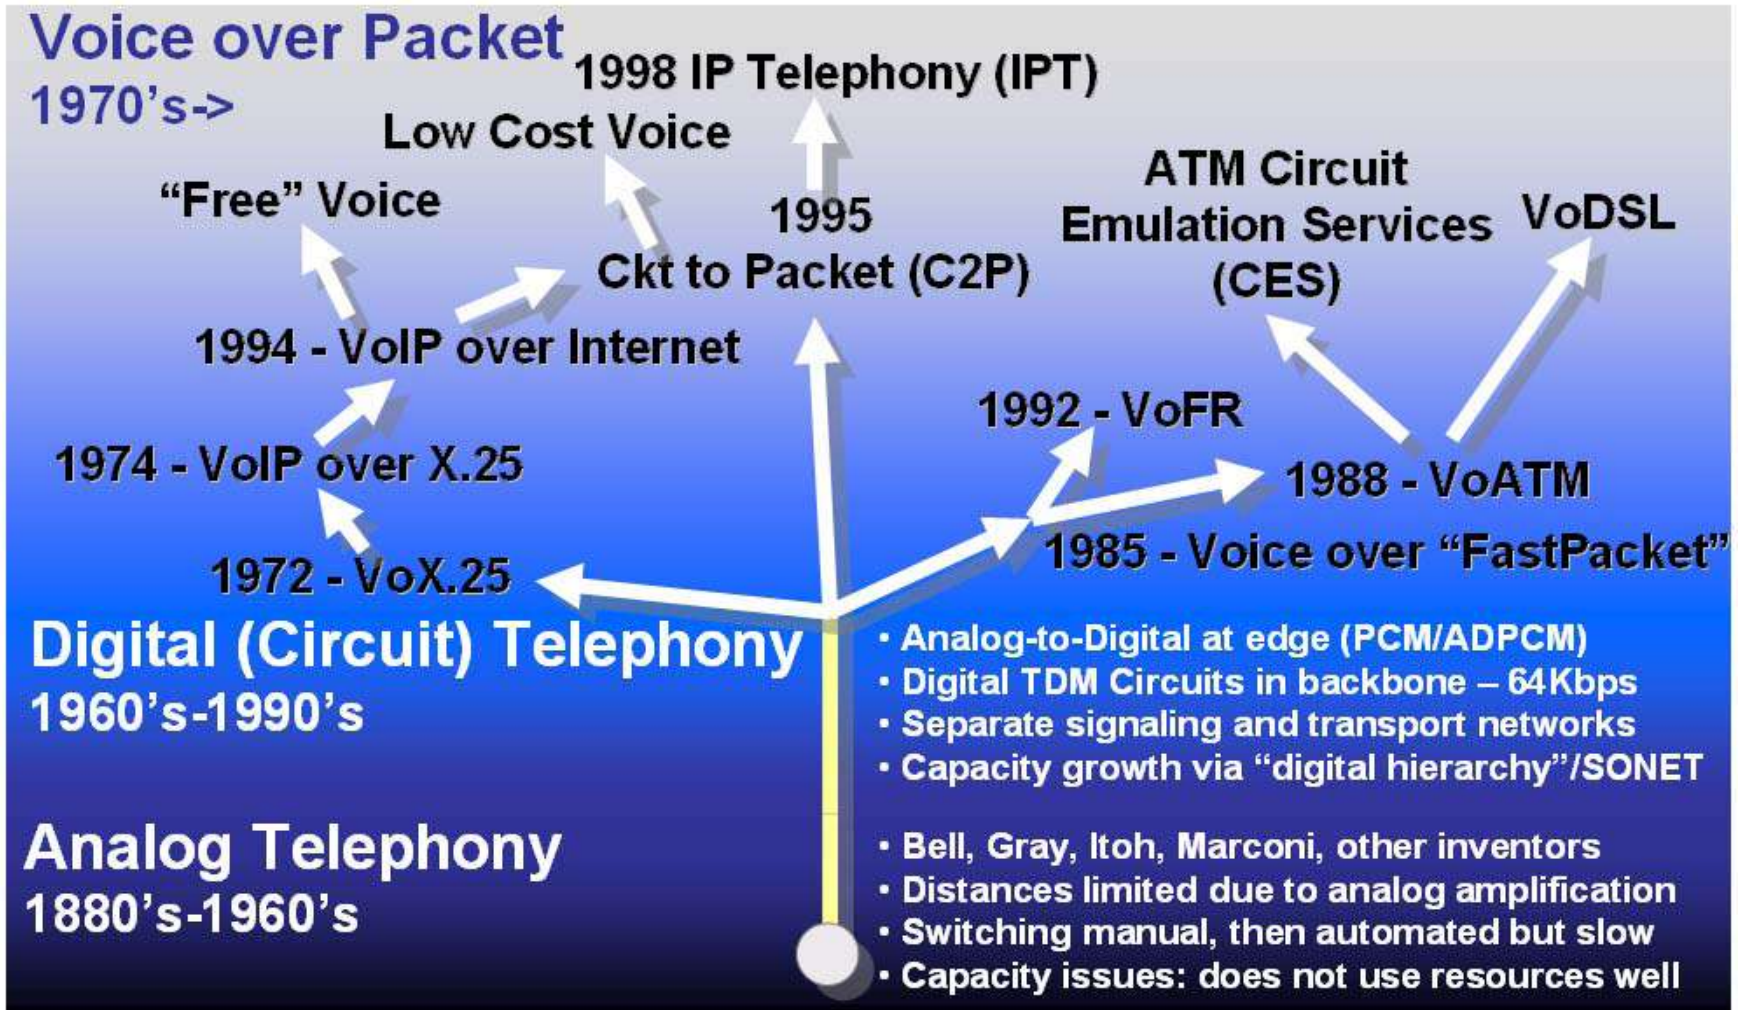 Voice over Packet
1970's->
1998 IP Telephony (IPT)
Low Cost Voice
“Free” Voice
1995
Ckt to Packet (C2P)
ATM Circuit
Emulation Services
(CES)
VoDSL
1994 - VoIP over Internet
1992 - VoFR
1974 - VoIP over X.25
1988 - VoATM
1985 - Voice over “FastPacket”
1972 - VoX.25
Digital (Circuit) Telephony
1960’s-1990’s
• Analog-to-Digital at edge (PCM/ADPCM)
• Digital TDM Circuits in backbone – 64Kbps
• Separate signaling and transport networks
• Capacity growth via “digital hierarchy”/SONET
Analog Telephony
1880’s-1960’s
• Bell, Gray, Itoh, Marconi, other inventors
• Distances limited due to analog amplification
• Switching manual, then automated but slow
• Capacity issues: does not use resources well